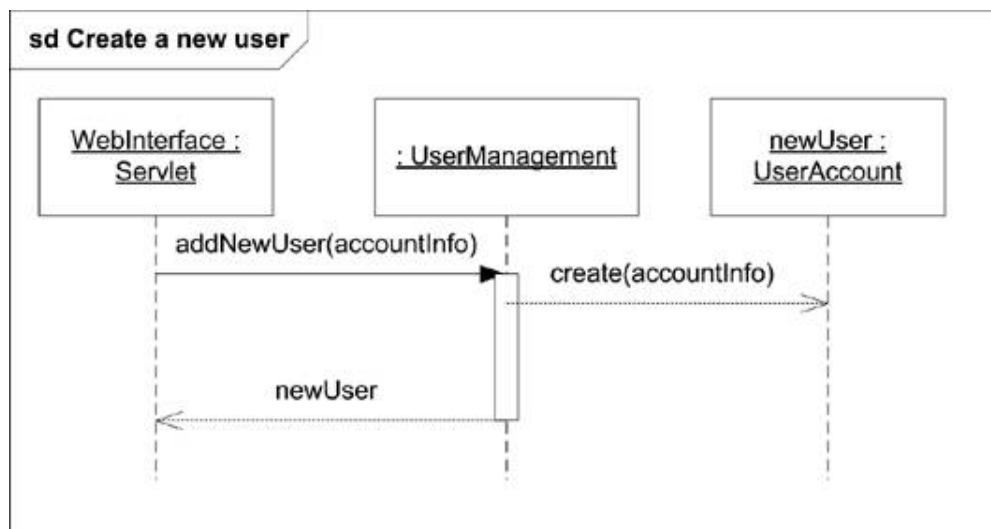 sd Create a new user
WebInterface :
Servlet
: UserManagement
newUser :
UserAccount
addNewUser(accountInfo)
create(accountInfo)
newUser